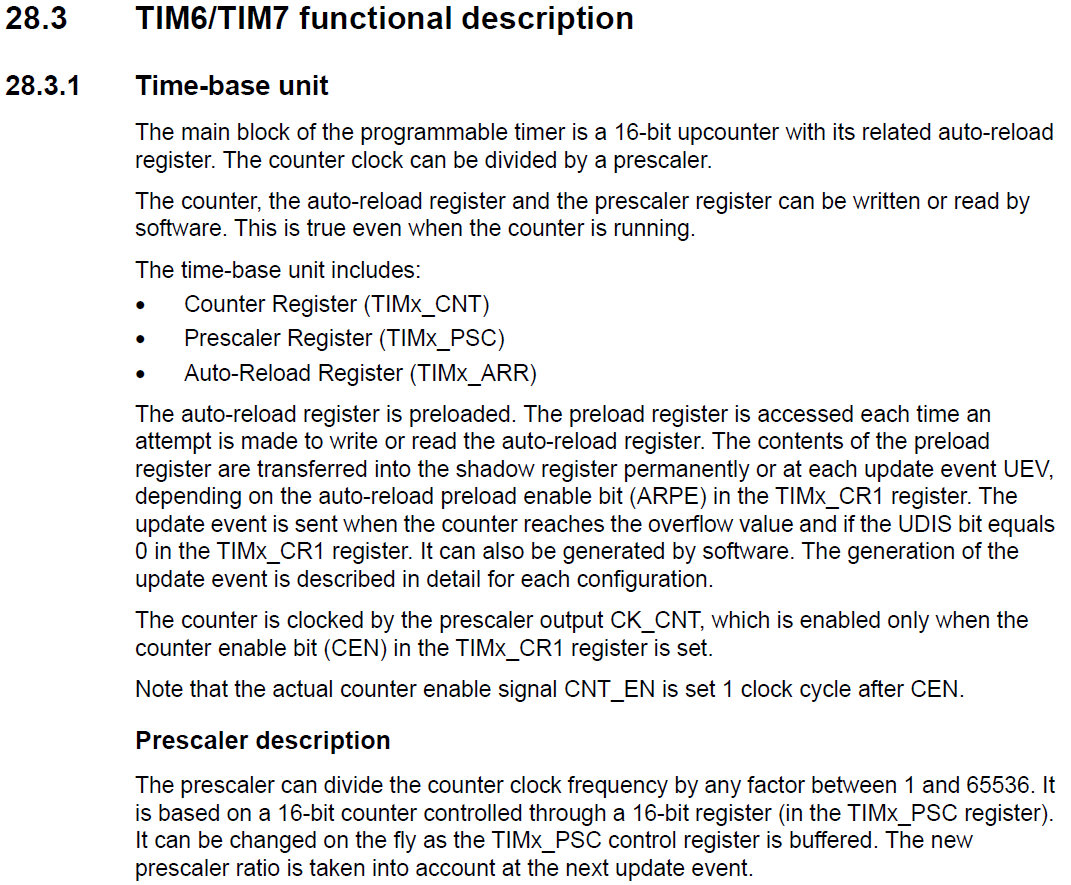 28.3 TIM6/TIM7 functional description
28.3.1 Time-base unit
The main block of the programmable timer is a 16-bit upcounter with its related auto-reload
register. The counter clock can be divided by a prescaler.
The counter, the auto-reload register and the prescaler register can be written or read by
software. This is true even when the counter is running.
The time-base unit includes:
• Counter Register (TIMx_CNT)
• Prescaler Register (TIMx_PSC)
• Auto-Reload Register (TIMx_ARR)
The auto-reload register is preloaded. The preload register is accessed each time an
attempt is made to write or read the auto-reload register. The contents of the preload
register are transferred into the shadow register permanently or at each update event UEV,
depending on the auto-reload preload enable bit (ARPE) in the TIMx_CR1 register. The
update event is sent when the counter reaches the overflow value and if the UDIS bit equals
0 in the TIMx_CR1 register. It can also be generated by software. The generation of the
update event is described in detail for each configuration.
The counter is clocked by the prescaler output CK_CNT, which is enabled only when the
counter enable bit (CEN) in the TIMx_CR1 register is set.
Note that the actual counter enable signal CNT_EN is set 1 clock cycle after CEN.
Prescaler description
The prescaler can divide the counter clock frequency by any factor between 1 and 65536. It
is based on a 16-bit counter controlled through a 16-bit register (in the TIMx_PSC register).
It can be changed on the fly as the TIMx_PSC control register is buffered. The new
prescaler ratio is taken into account at the next update event.